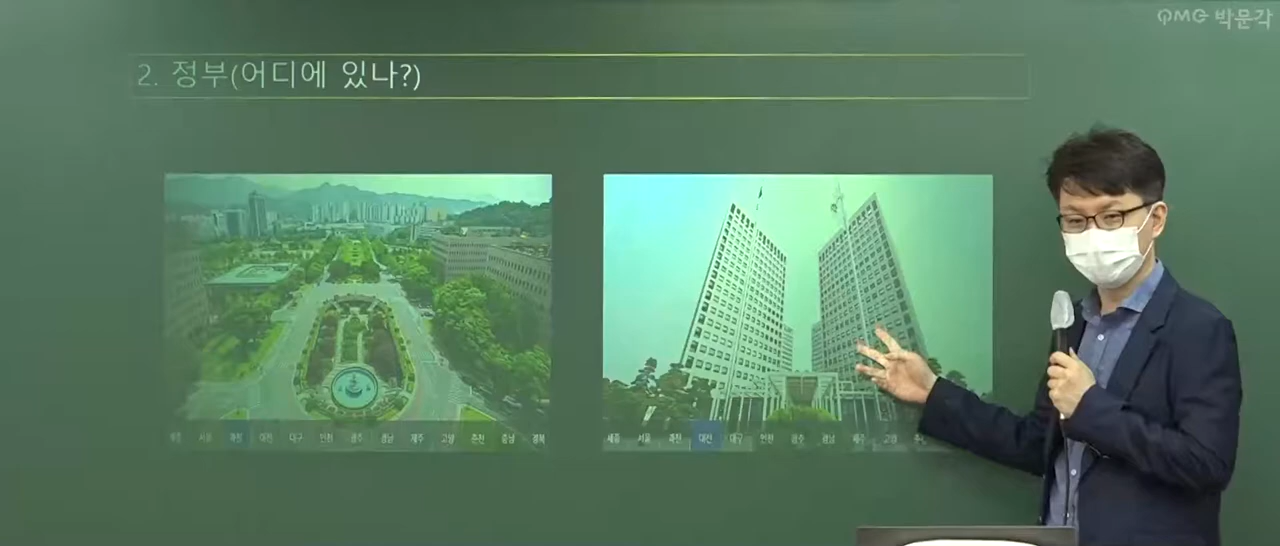 PMG 박문각
2. 정부(어디에 있나?)
세종 서울 과천 대전 대구 인천 광주 경남 제주 고양 춘천 충남 경북
세종 서울 과천 대전 대구 인천 광주 경남 제주 고양